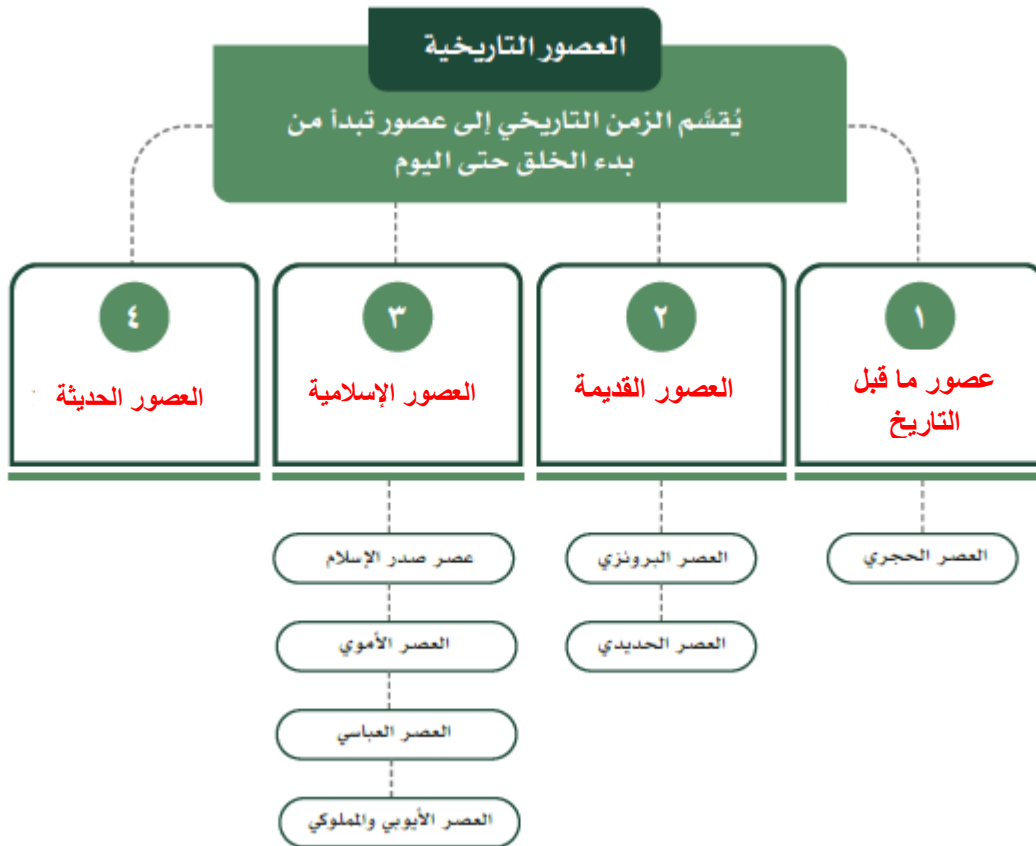 العصور التاريخية
يُقسَّم الزمن التاريخي إلى عصور تبدأ من
بدء الخلق حتى اليوم
١
عصور ما قبل
التاريخ
العصر الحجري
٢
العصور القديمة
العصر البرونزي
العصر الحديدي
٣
العصور الإسلامية
عصر صدر الإسلام
العصر الأموي
العصر العباسي
العصر الأيوبي والمملوكي
٤
العصور الحديثة